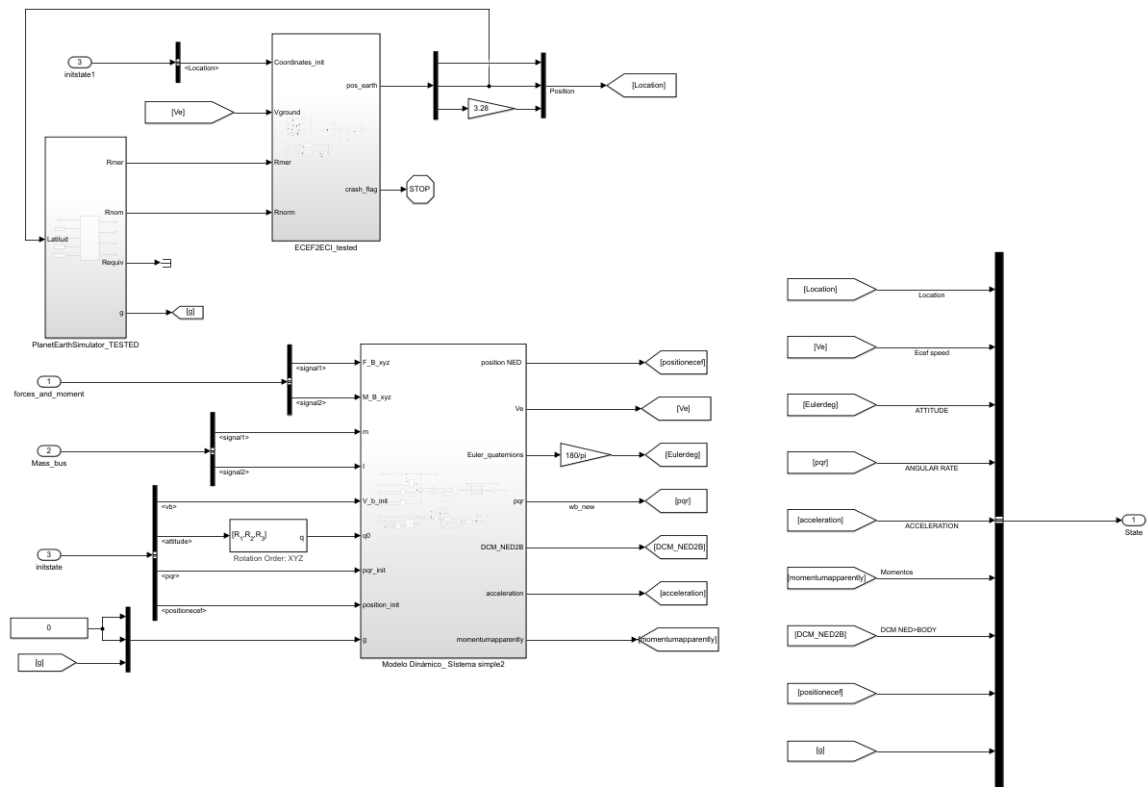 3
initstate1
<Location>
[Ve]
Coordinates_init
Vground
Rmer
Rnorm
pos_earth
crash_flag
ECEF2ECI_tested
3.28
Position
[Location]
STOP
Latitud
Rmer
Rnom
Requiv
g
PlanetEarthSimulator_TESTED
[g]
1
forces_and_moment
<signal1>
<signal2>
2
Mass_bus
<signal1>
<signal2>
3
initstate
<vb>
<attitude>
<pqr>
<positionecef>
[R_1,R_2,R_3]
q
Rotation Order: XYZ
0
[g]
F_B_xyz
M_B_xyz
m
I
V_b_init
q0
pqr_init
position_init
g
position NED
Ve
Euler_quaternions
pqr
DCM_NED2B
acceleration
momentumapparently
Modelo Dinámico_ SIstema simple2
[positionecef]
[Ve]
180/pi
[Eulerdeg]
wb_new
[pqr]
[DCM_NED2B]
[acceleration]
[momentumapparently]
[Location]
Location
[Ve]
Ecef speed
[Eulerdeg]
ATTITUDE
[pqr]
ANGULAR RATE
[acceleration]
ACCELERATION
[momentumapparently]
Momentos
[DCM_NED2B]
DCM NED>BODY
[positionecef]
[g]
1
State